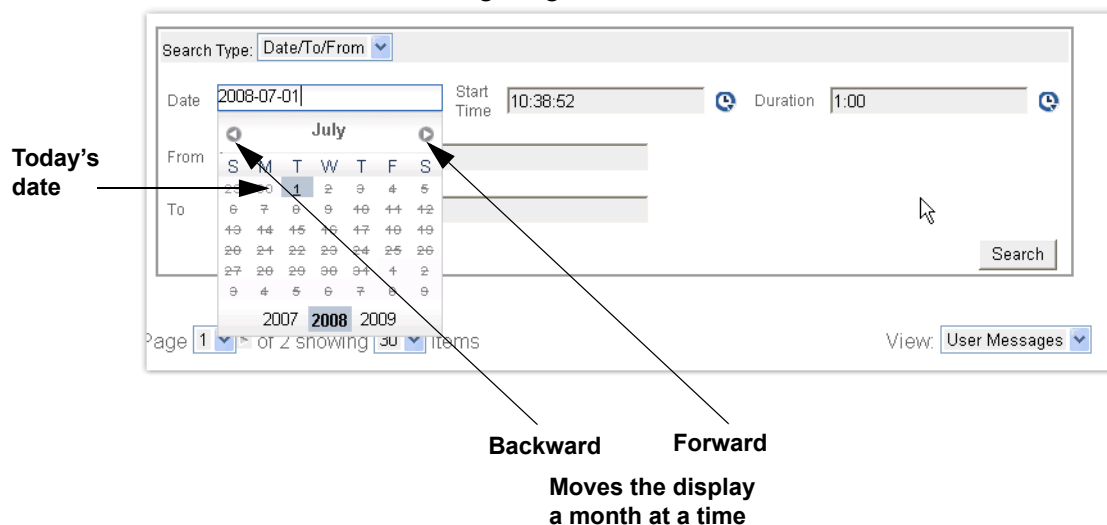 Search Type: Date/To/From
Date 2008-07-01 Start Time 10:38:52 Duration 1:00
July
From
S M T W T F S
Today's date
29 30 1 2 3 4 5
To
6 7 8 9 10 11 12
13 14 15 16 17 18 19
20 21 22 23 24 25 26
Search
27 28 29 30 31 1 2
3 4 5 6 7 8 9
2007 2008 2009
Page 1 of 2 showing 30 items View: User Messages
Backward Forward
Moves the display
a month at a time